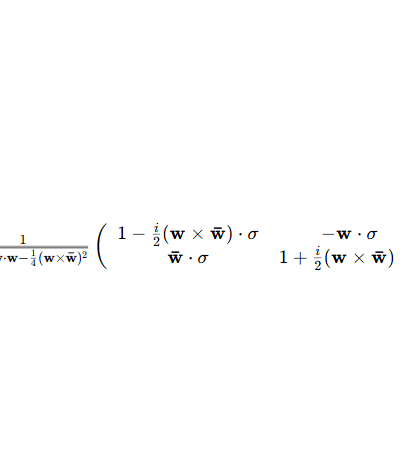 1
·w−1/4(w×w̄)² ( 1 − i/2(w × w̄) · σ −w · σ
w̄ · σ 1 + i/2(w × w̄)